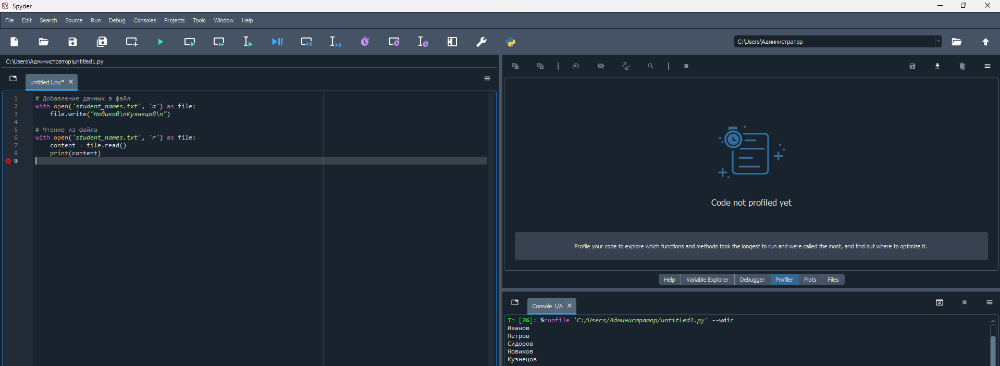 Spyder
File Edit Search Source Run Debug Consoles Projects Tools Window Help
C:\Users\Администратор
C:\Users\Администратор\untitled1.py
untitled1.py*
1 # Добавление данных в файл
2 with open('student_names.txt', 'a') as file:
3 file.write("Новиков\nКузнецов\n")
4
5 # Чтение из файла
6 with open('student_names.txt', 'r') as file:
7 content = file.read()
8 print(content)
9
Code not profiled yet
Profile your code to explore which functions and methods took the longest to run and were called the most, and find out where to optimize it.
Help Variable Explorer Debugger Profiler Plots Files
Console 1/A
In [26]: %runfile 'C:/Users/Администратор/untitled1.py' --wdir
Иванов
Петров
Сидоров
Новиков
Кузнецов